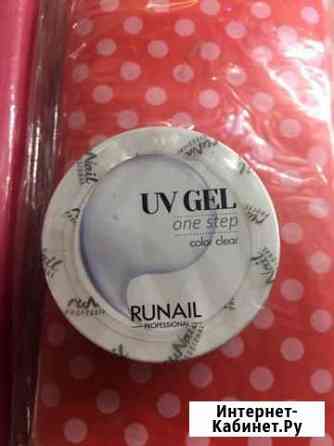 UV GEL
one step
color clear
RUNAIL
PROFESSIONAL
Интернет-
Кабинет.Ру